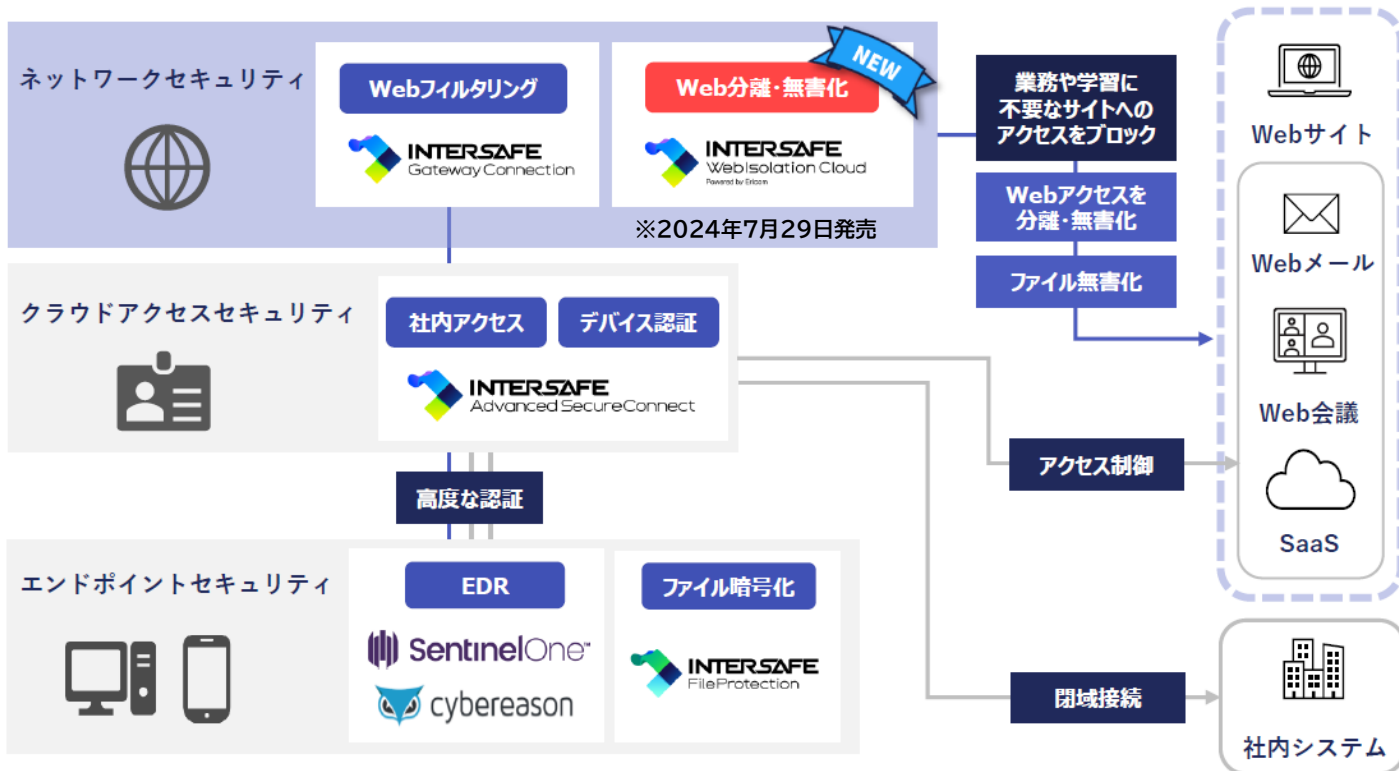 ネットワークセキュリティ
Webフィルタリング
INTERSAFE
Gateway Connection
Web分離・無害化
NEW
INTERSAFE
WebIsolation Cloud
Powered by Ericom
※2024年7月29日発売
業務や学習に
不要なサイトへの
アクセスをブロック
Webアクセスを
分離・無害化
ファイル無害化
クラウドアクセスセキュリティ
社内アクセス
デバイス認証
INTERSAFE
Advanced SecureConnect
高度な認証
アクセス制御
エンドポイントセキュリティ
EDR
SentinelOne™
cybereason
ファイル暗号化
INTERSAFE
FileProtection
閉域接続
Webサイト
Webメール
Web会議
SaaS
社内システム